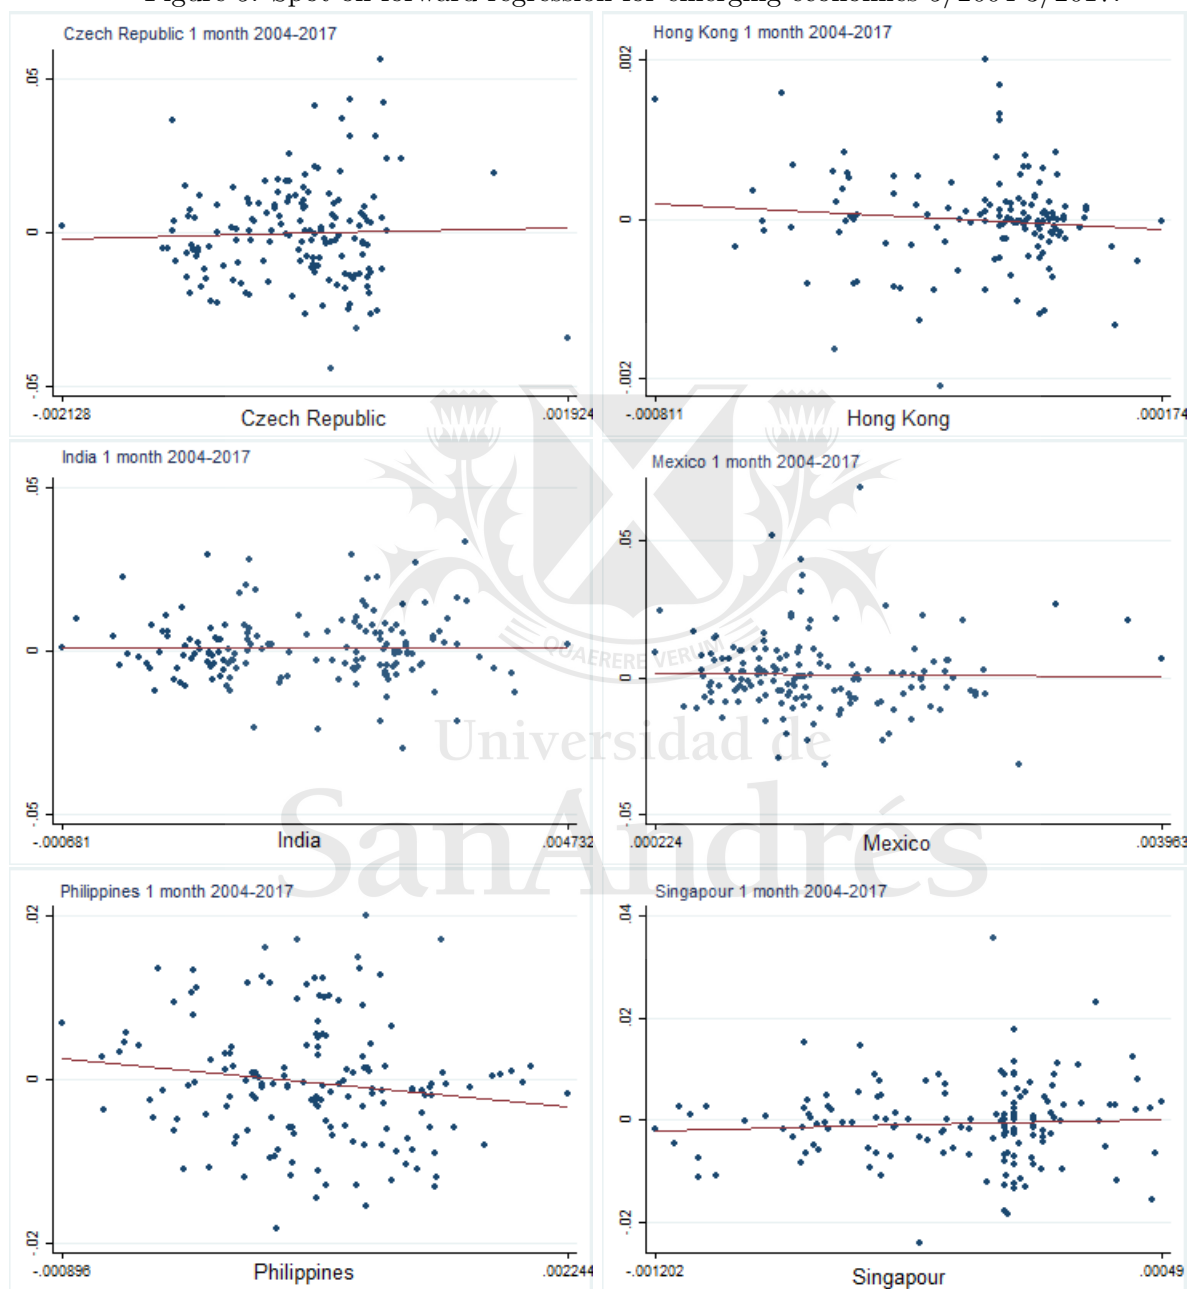 Czech Republic 1 month 2004-2017
.05
0
-.05
-.002128
.001924
Czech Republic
Hong Kong 1 month 2004-2017
.002
0
-.002
-.000811
.000174
Hong Kong
India 1 month 2004-2017
.05
0
-.05
-.000681
.004732
India
Mexico 1 month 2004-2017
.05
0
-.05
.000224
.003963
Mexico
QUAERERE VERUM
Universidad de
SanAndrés
Philippines 1 month 2004-2017
.02
0
-.02
-.000896
.002244
Philippines
Singapour 1 month 2004-2017
.04
.02
0
-.02
-.001202
.00049
Singapour